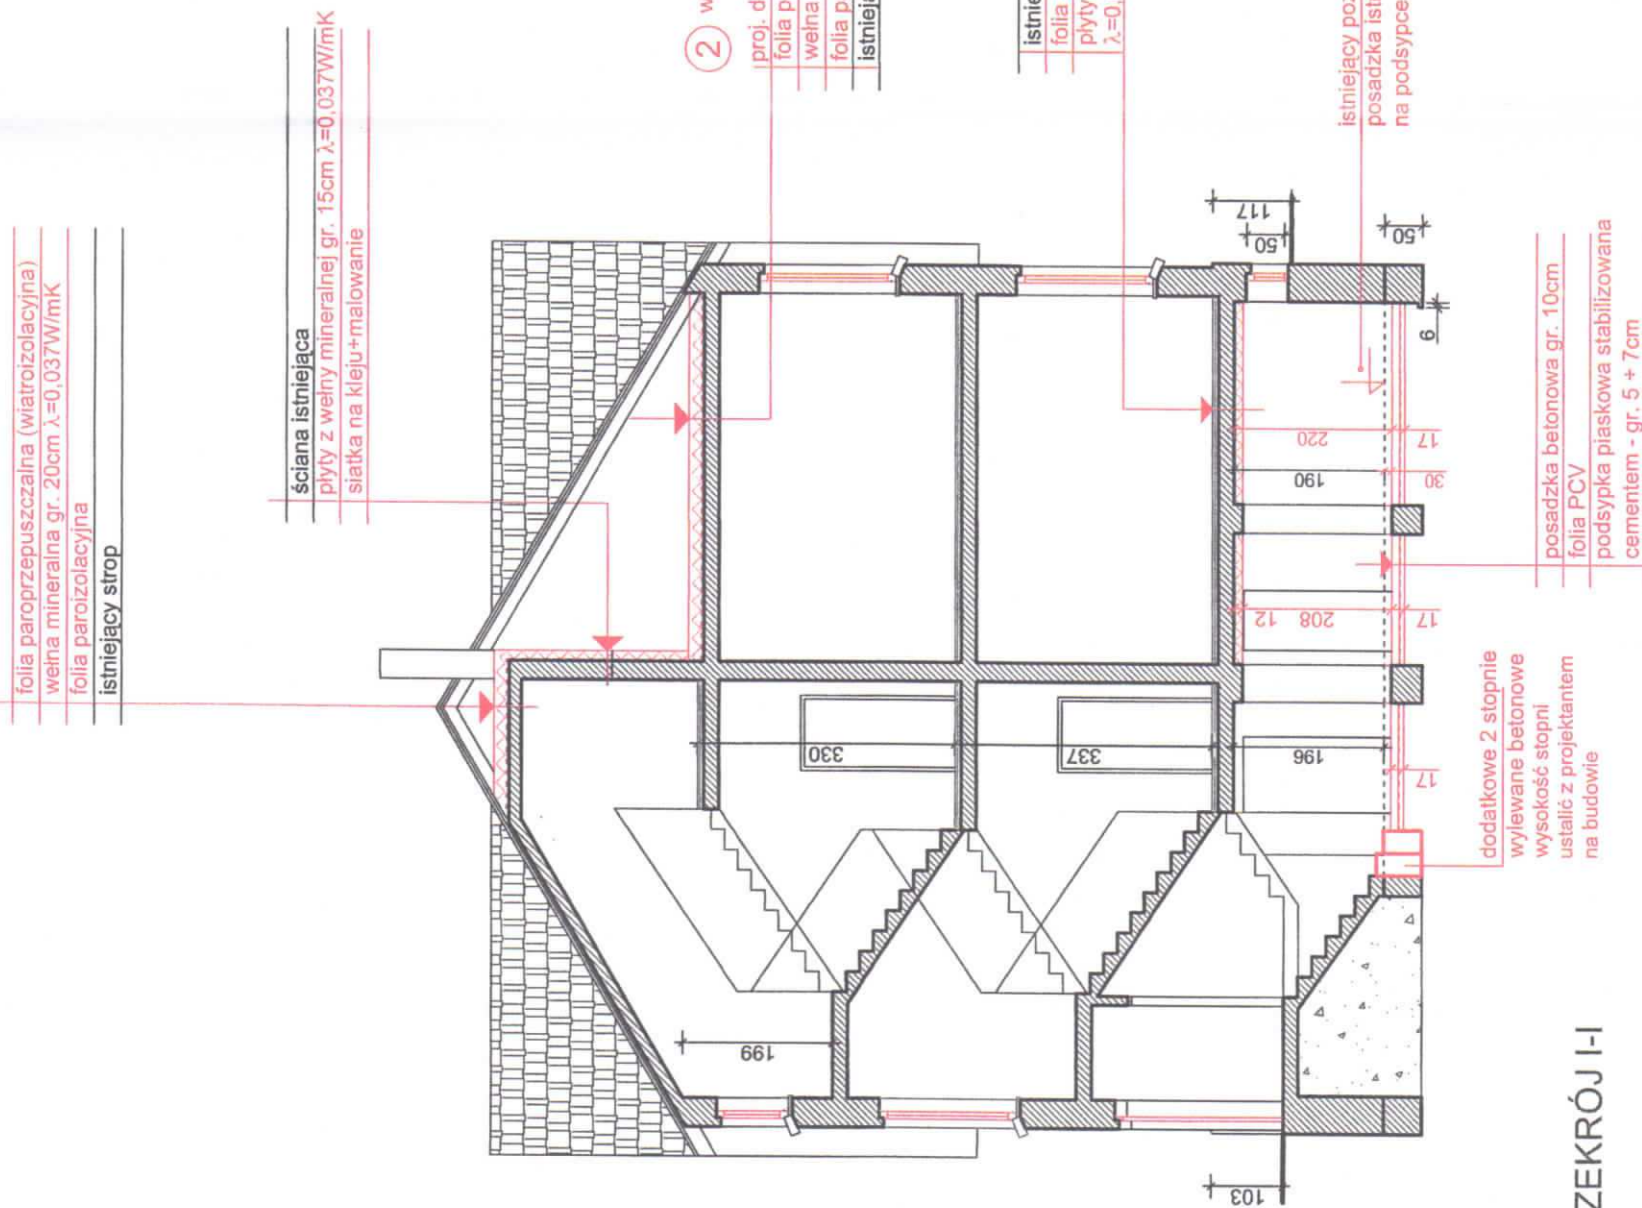 folia paroprzepuszczalna (wiatroizolacyjna)
wełna mineralna gr. 20cm λ=0,037W/mK
folia paroizolacyjna
istniejący strop
ściana istniejąca
płyty z wełny mineralnej gr. 15cm λ=0,037W/mK
siatka na kleju+malowanie
2
w
proj. d
folia p
wełna
folia p
istnieją
istnie
folia
płyty
λ=0,
istniejący poz
posadzka ist
na podsypce
posadzka betonowa gr. 10cm
folia PCV
podsypka piaskowa stabilizowana
cementem - gr. 5 ÷ 7cm
dodatkowe 2 stopnie
wylewane betonowe
wysokość stopni
ustalić z projektantem
na budowie
117
50
50
6
220
17
190
30
12
208
17
330
337
196
17
199
103
ZEKRÓJ I-I